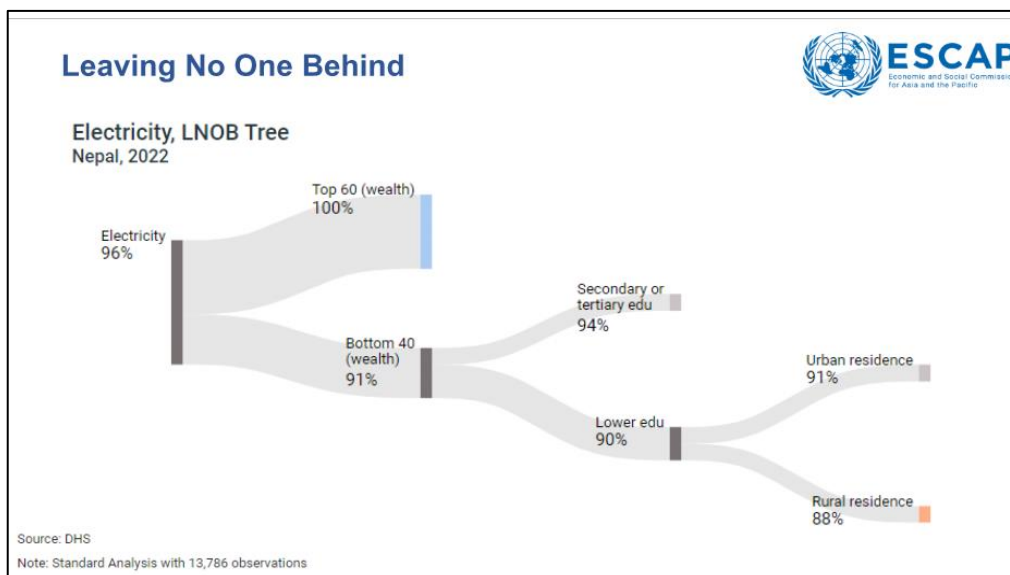 Leaving No One Behind
ESCAP
Economic and Social Commission
for Asia and the Pacific
Electricity, LNOB Tree
Nepal, 2022
Top 60 (wealth)
100%
Electricity
96%
Secondary or
tertiary edu
94%
Bottom 40
(wealth)
91%
Urban residence
91%
Lower edu
90%
Rural residence
88%
Source: DHS
Note: Standard Analysis with 13,786 observations